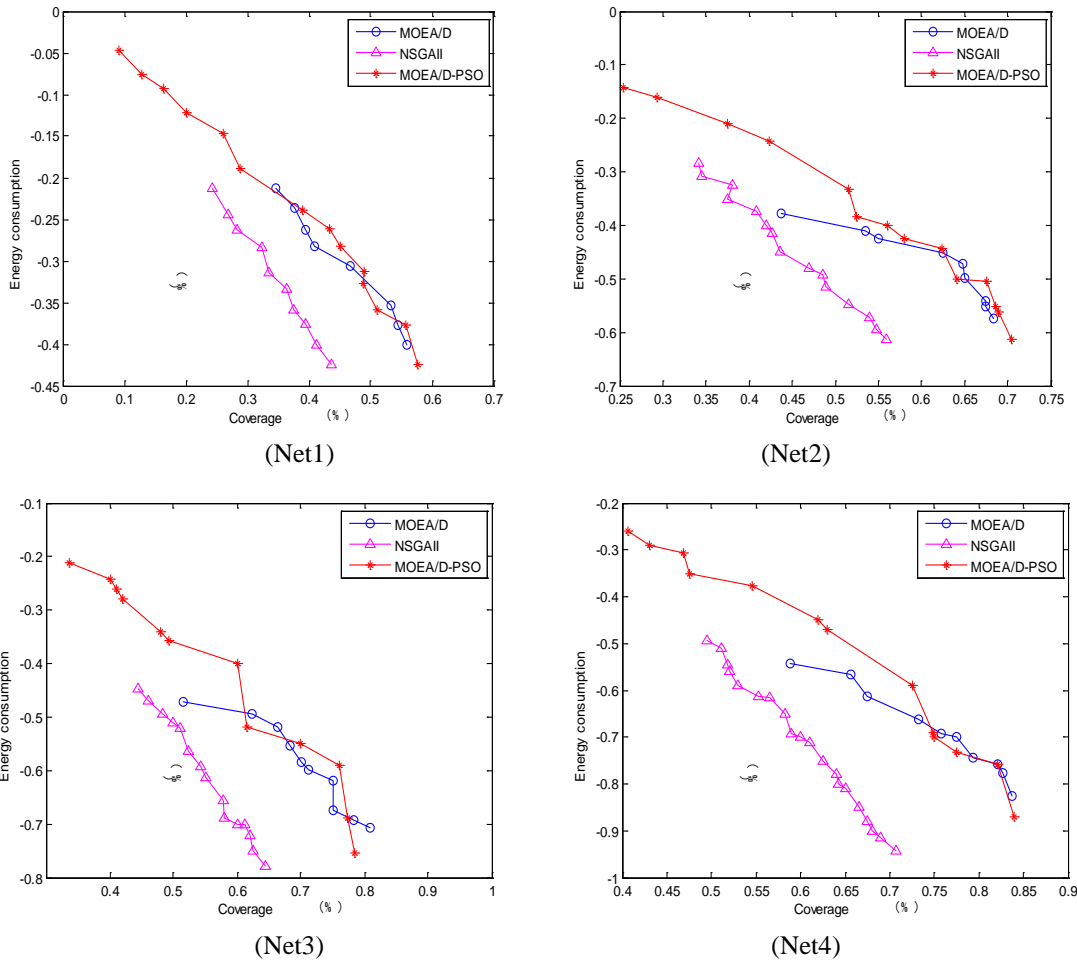 0
-0.05
-0.1
-0.15
-0.2
-0.25
-0.3
-0.35
-0.4
-0.45
Energy consumption
(%)
MOEA/D
NSGAII
MOEA/D-PSO
0 0.1 0.2 0.3 0.4 0.5 0.6 0.7
Coverage (%)
(Net1)
0
-0.1
-0.2
-0.3
-0.4
-0.5
-0.6
-0.7
Energy consumption
(%)
MOEA/D
NSGAII
MOEA/D-PSO
0.25 0.3 0.35 0.4 0.45 0.5 0.55 0.6 0.65 0.7 0.75
Coverage (%)
(Net2)
-0.1
-0.2
-0.3
-0.4
-0.5
-0.6
-0.7
-0.8
Energy consumption
(%)
MOEA/D
NSGAII
MOEA/D-PSO
0.4 0.5 0.6 0.7 0.8 0.9 1
Coverage (%)
(Net3)
-0.2
-0.3
-0.4
-0.5
-0.6
-0.7
-0.8
-0.9
-1
Energy consumption
(%)
MOEA/D
NSGAII
MOEA/D-PSO
0.4 0.45 0.5 0.55 0.6 0.65 0.7 0.75 0.8 0.85 0.9
Coverage (%)
(Net4)